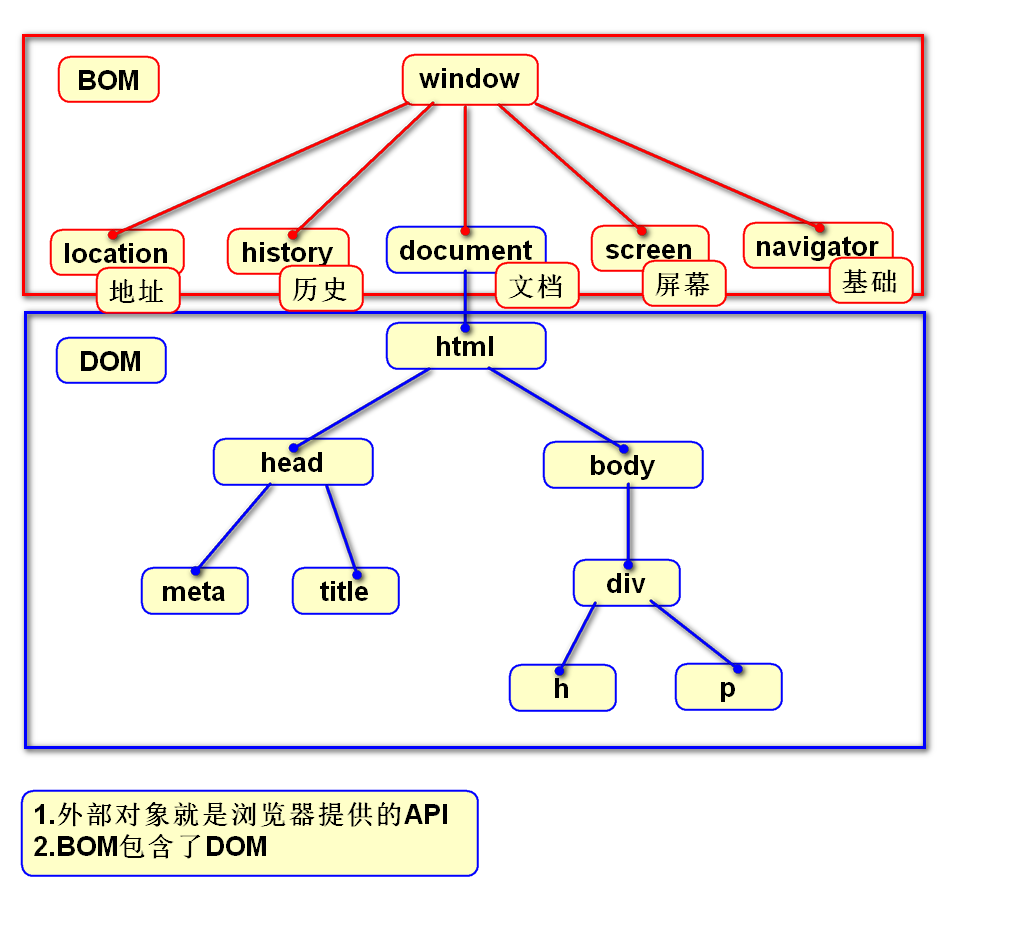 BOM
window
location
history
document
screen
navigator
地址
历史
文档
屏幕
基础
DOM
html
head
body
meta
title
div
h
p
1.外部对象就是浏览器提供的API
2.BOM包含了DOM